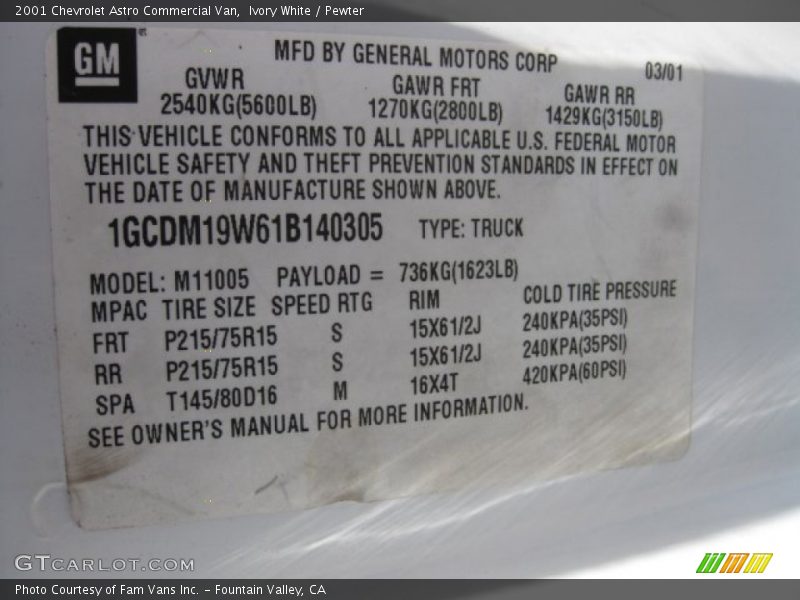 2001 Chevrolet Astro Commercial Van,  Ivory White / Pewter
GM
MFD BY GENERAL MOTORS CORP
03/01
GVWR GAWR FRT GAWR RR
2540KG(5600LB) 1270KG(2800LB) 1429KG(3150LB)
THIS VEHICLE CONFORMS TO ALL APPLICABLE U.S. FEDERAL MOTOR
VEHICLE SAFETY AND THEFT PREVENTION STANDARDS IN EFFECT ON
THE DATE OF MANUFACTURE SHOWN ABOVE.
1GCDM19W61B140305 TYPE: TRUCK
MODEL: M11005 PAYLOAD = 736KG(1623LB)
MPAC TIRE SIZE SPEED RTG RIM COLD TIRE PRESSURE
FRT P215/75R15 S 15X61/2J 240KPA(35PSI)
RR P215/75R15 S 15X61/2J 240KPA(35PSI)
SPA T145/80D16 M 16X4T 420KPA(60PSI)
SEE OWNER'S MANUAL FOR MORE INFORMATION.
GTCARLOT.COM
Photo Courtesy of Fam Vans Inc. - Fountain Valley, CA